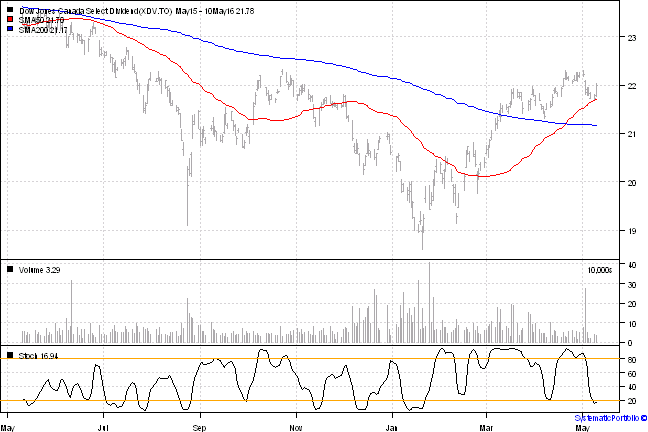 Dow Jones Canada Select Dividend(XDV.TO) May15 - 10May16 21.78
SMA50 21.70
SMA200 21.17
23
22
21
20
19
Volume 3.29
10,000s
40
30
20
10
0
Stoch 16.94
80
60
40
20
May
Jul
Sep
Nov
Jan
Mar
May
SystematicPortfolio ©